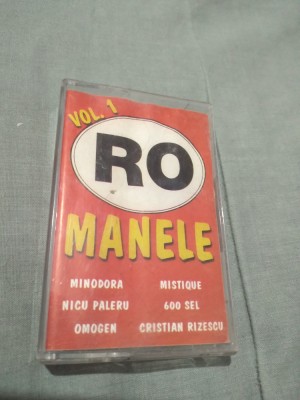 VOL. 1
RO
MANELE
MINODORA MISTIQUE
NICU PALERU 600 SEL
OMOGEN CRISTIAN RIZESCU